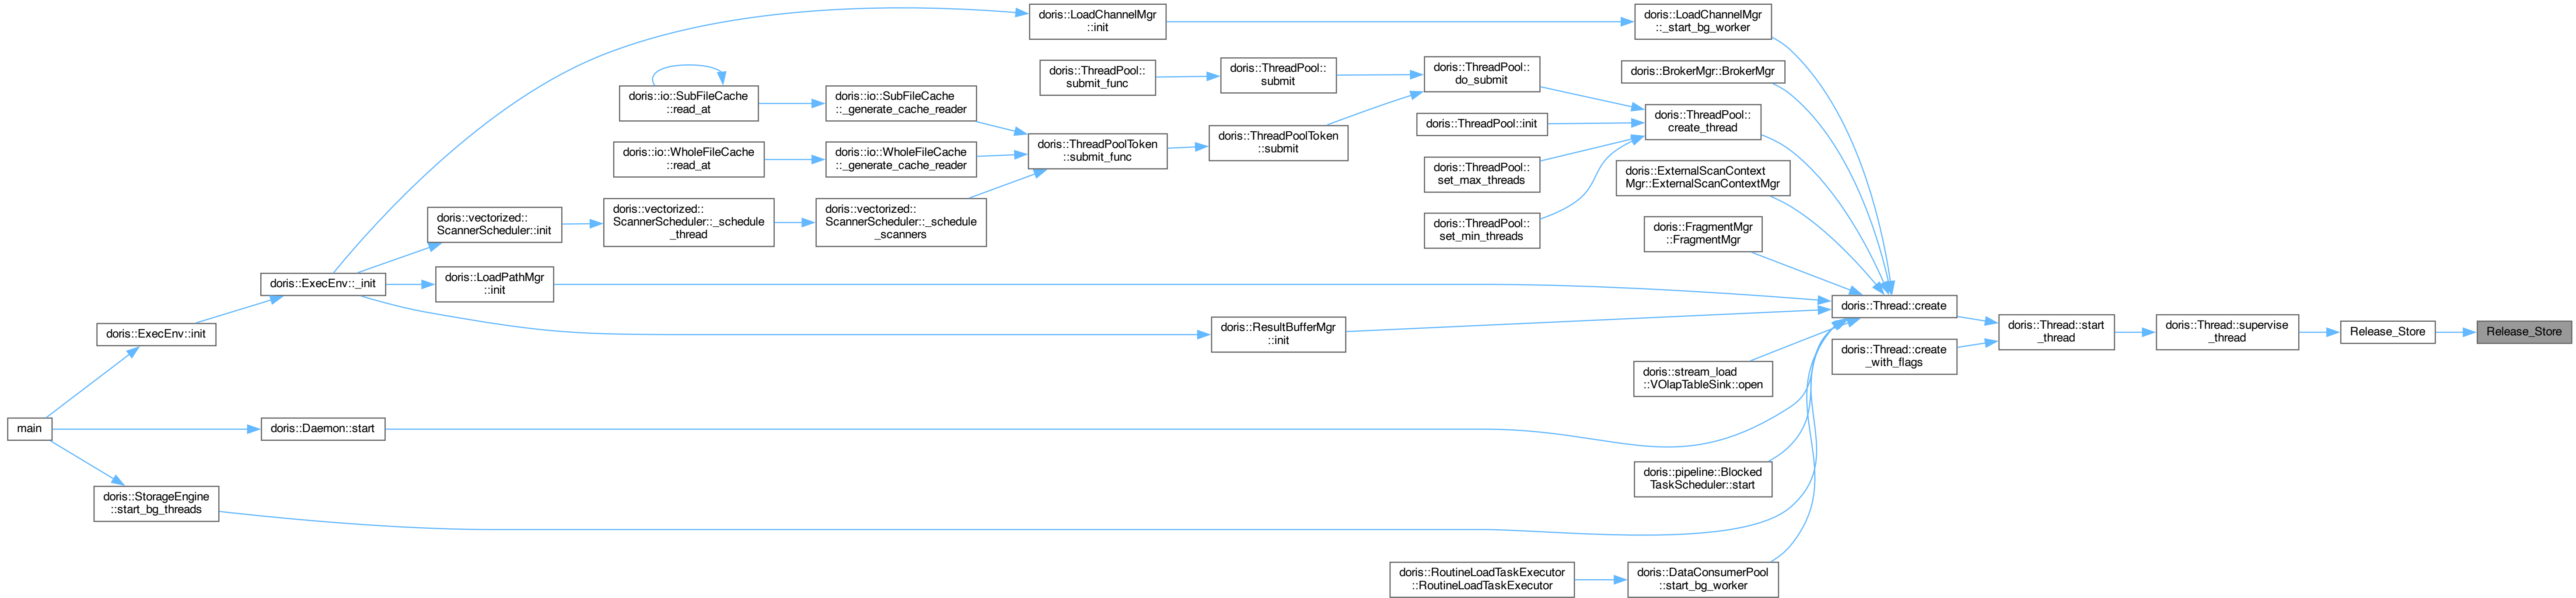 doris::LoadChannelMgr
::init
doris::LoadChannelMgr
::_start_bg_worker
doris::ThreadPool::
submit_func
doris::ThreadPool::
submit
doris::ThreadPool::
do_submit
doris::BrokerMgr::BrokerMgr
doris::io::SubFileCache
::read_at
doris::io::SubFileCache
::_generate_cache_reader
doris::ThreadPool::init
doris::ThreadPool::
create_thread
doris::io::WholeFileCache
::read_at
doris::io::WholeFileCache
::_generate_cache_reader
doris::ThreadPoolToken
::submit_func
doris::ThreadPoolToken
::submit
doris::ThreadPool::
set_max_threads
doris::ExternalScanContext
Mgr::ExternalScanContextMgr
doris::vectorized::
ScannerScheduler::init
doris::vectorized::
ScannerScheduler::_schedule
_thread
doris::vectorized::
ScannerScheduler::_schedule
_scanners
doris::ThreadPool::
set_min_threads
doris::FragmentMgr
::FragmentMgr
doris::ExecEnv::_init
doris::LoadPathMgr
::init
doris::Thread::create
doris::ExecEnv::init
doris::ResultBufferMgr
::init
doris::Thread::start
_thread
doris::Thread::supervise
_thread
Release_Store
Release_Store
doris::Thread::create
_with_flags
doris::stream_load
::VOlapTableSink::open
main
doris::Daemon::start
doris::pipeline::Blocked
TaskScheduler::start
doris::StorageEngine
::start_bg_threads
doris::RoutineLoadTaskExecutor
::RoutineLoadTaskExecutor
doris::DataConsumerPool
::start_bg_worker